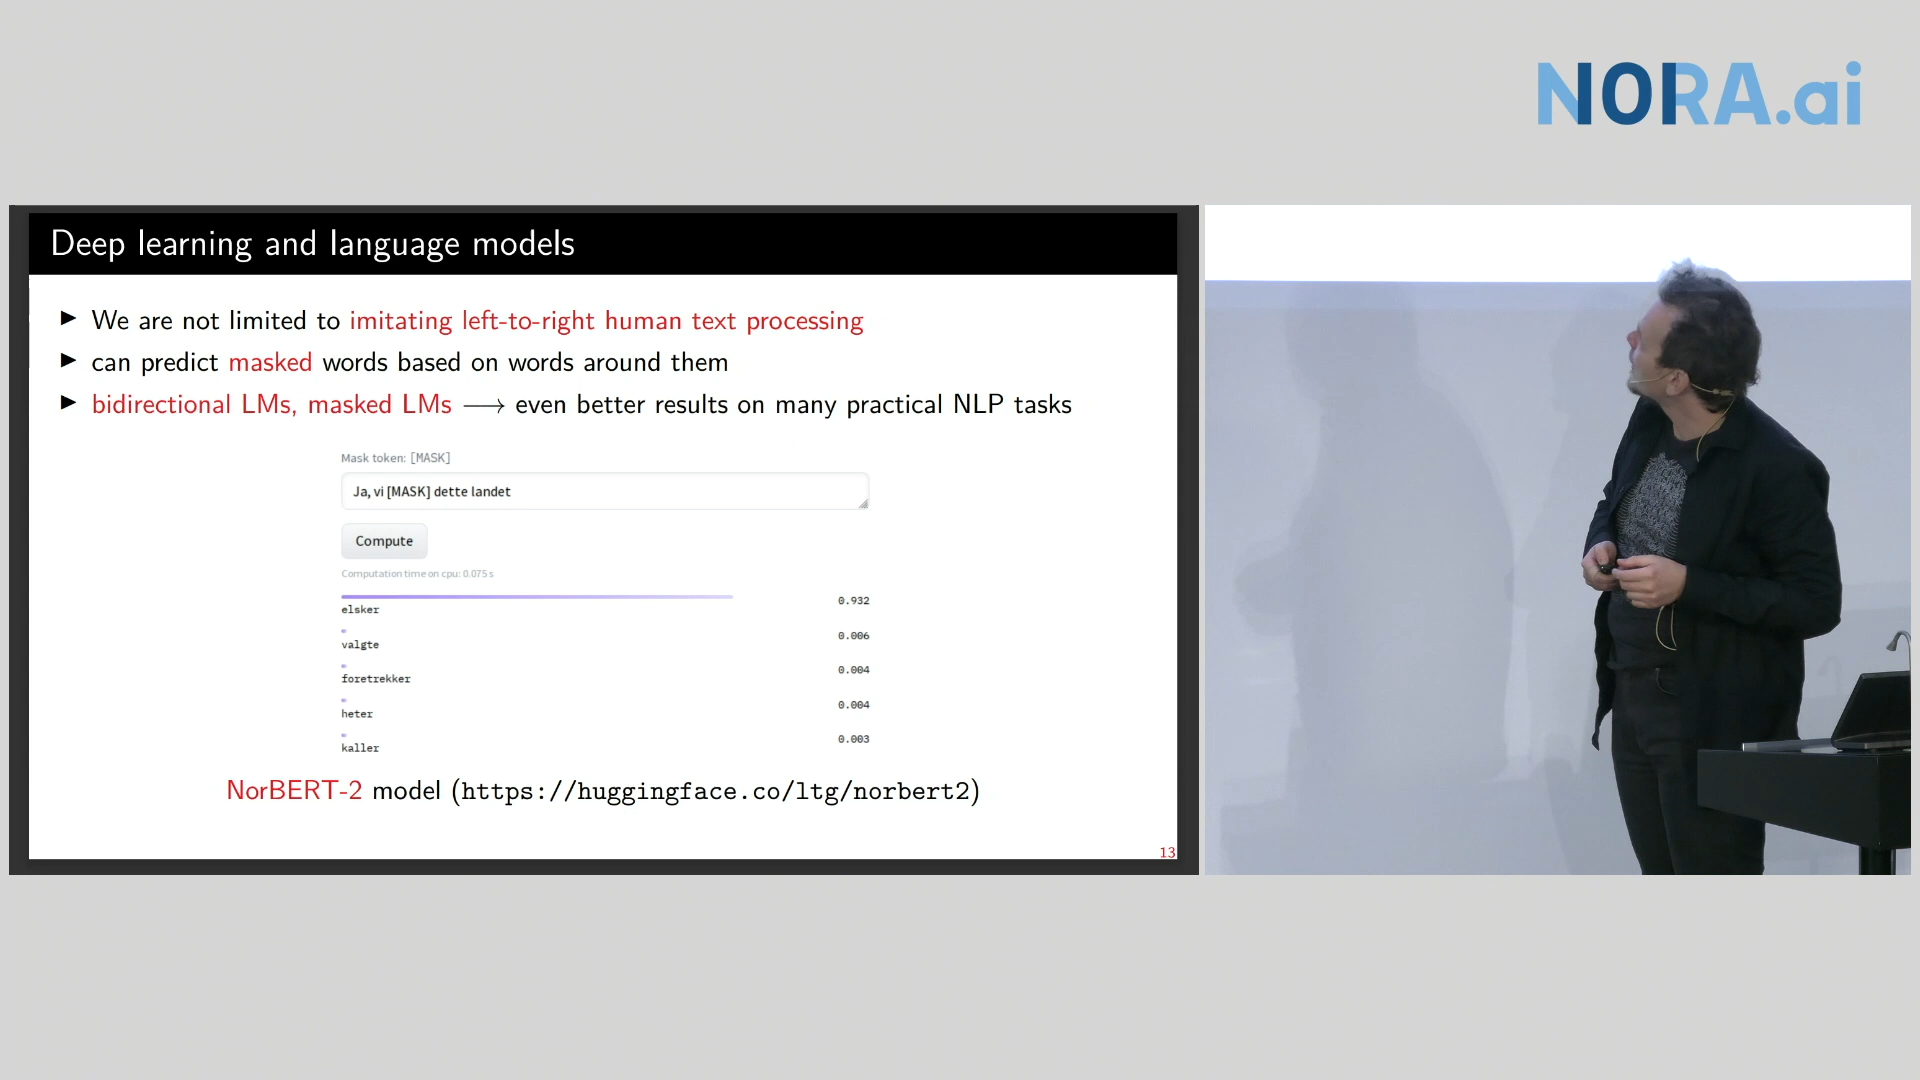 NORA.ai
Deep learning and language models
▶ We are not limited to imitating left-to-right human text processing
▶ can predict masked words based on words around them
▶ bidirectional LMs, masked LMs ⟶ even better results on many practical NLP tasks
Mask token: [MASK]
Ja, vi [MASK] dette landet
Compute
Computation time on cpu: 0.075 s
elsker 0.932
valgte 0.006
foretrekker 0.004
heter 0.004
kaller 0.003
NorBERT-2 model (https://huggingface.co/ltg/norbert2)
13